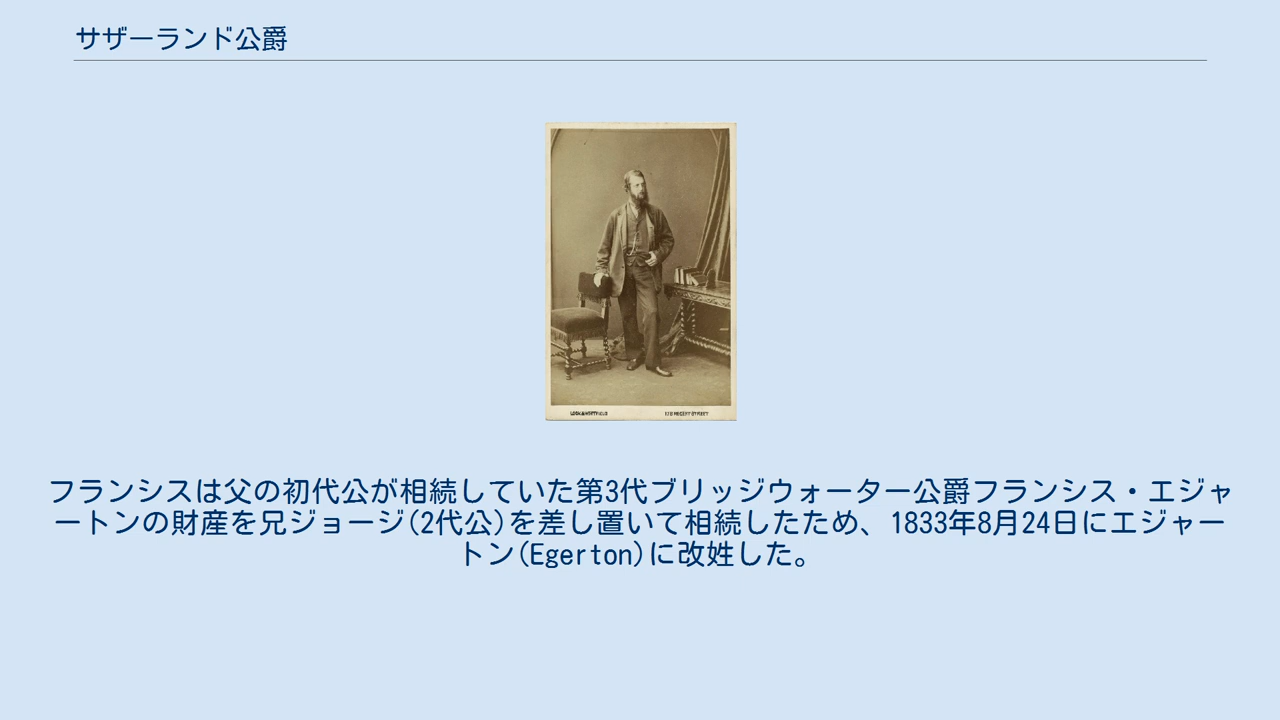 サザーランド公爵
フランシスは父の初代公が相続していた第3代ブリッジウォーター公爵フランシス・エジャ
ートンの財産を兄ジョージ(2代公)を差し置いて相続したため、1833年8月24日にエジャー
トン(Egerton)に改姓した。